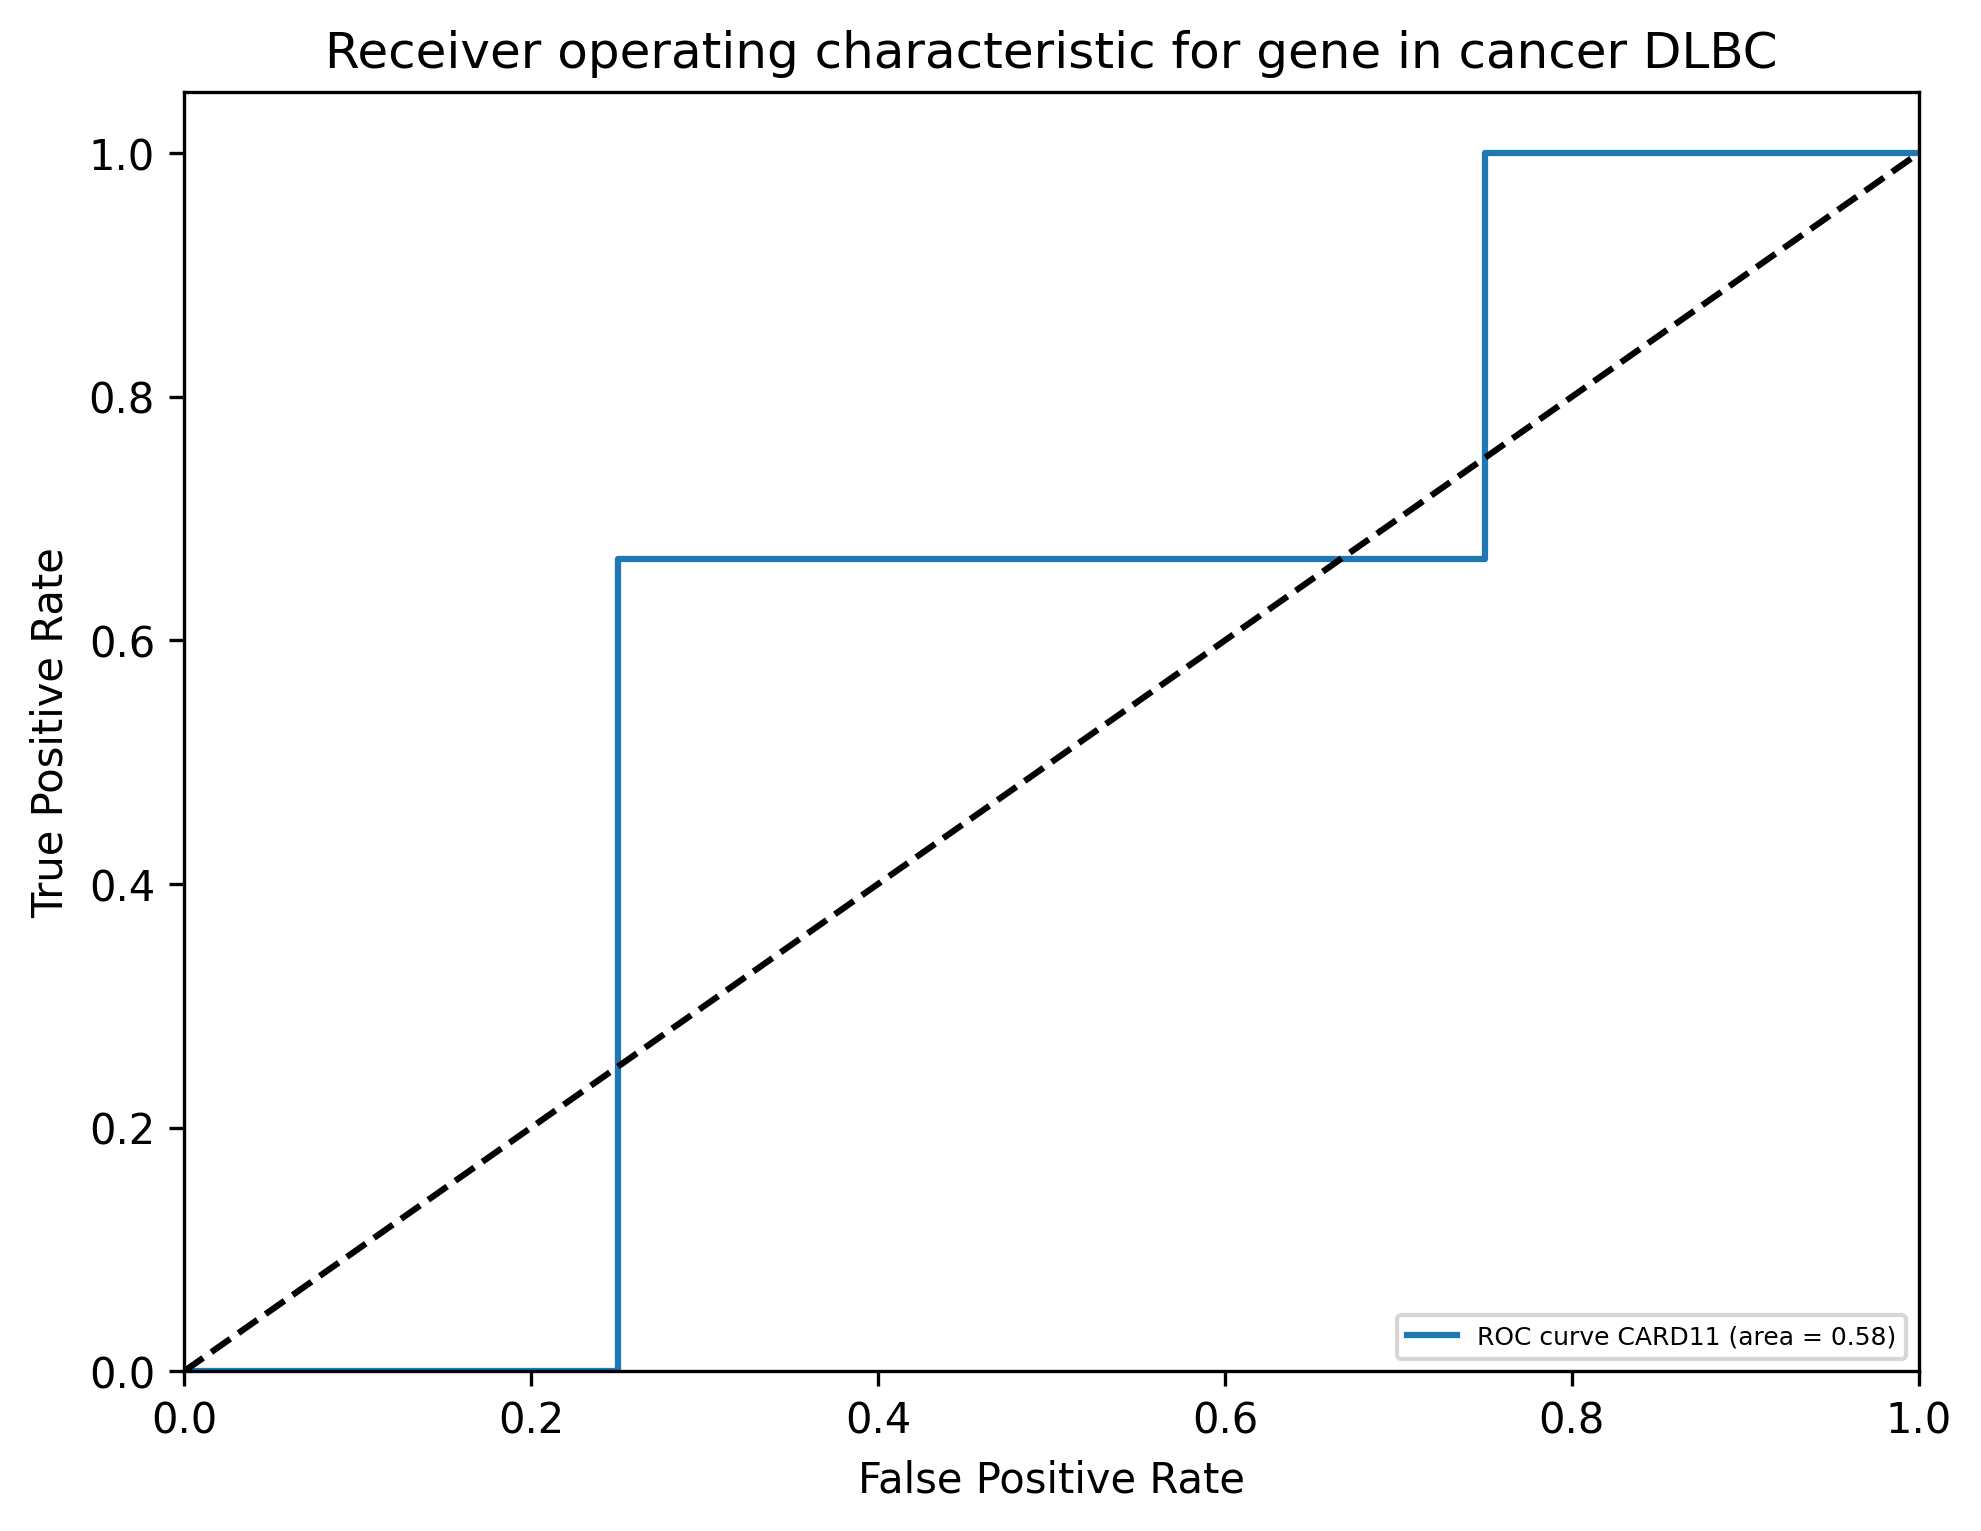 Receiver operating characteristic for gene in cancer DLBC
1.0
0.8
0.6
0.4
0.2
0.0
True Positive Rate
ROC curve CARD11 (area = 0.58)
0.0 0.2 0.4 0.6 0.8 1.0
False Positive Rate